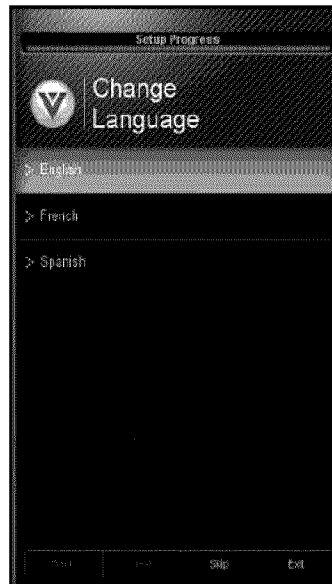 Setup Progress
Change
Language
> English
> French
> Spanish
Skip Exit